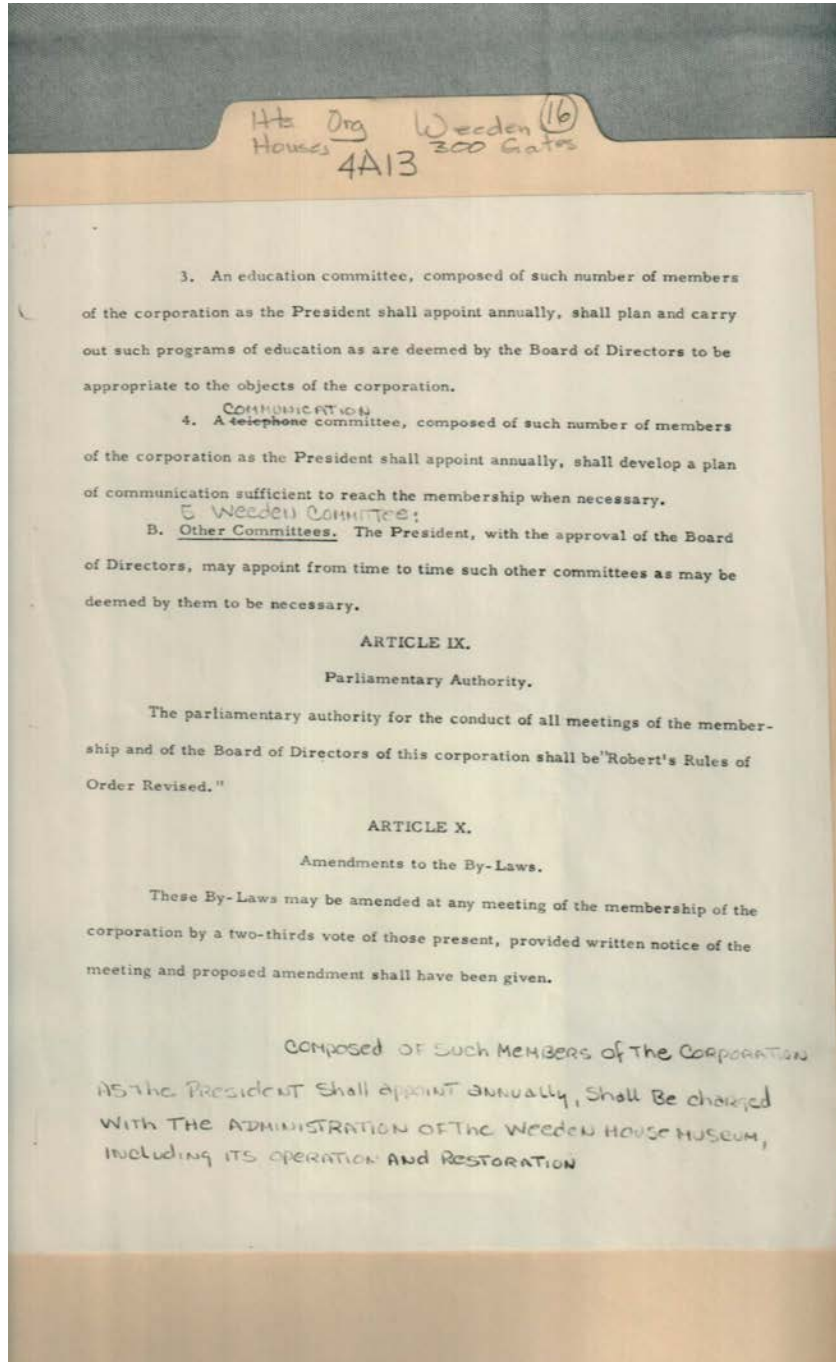 Hts Org Weeden 16
Houses 300 Gates
4A13
3. An education committee, composed of such number of members
of the corporation as the President shall appoint annually, shall plan and carry
out such programs of education as are deemed by the Board of Directors to be
appropriate to the objects of the corporation.
COMMUNICATION
4. A telephone committee, composed of such number of members
of the corporation as the President shall appoint annually, shall develop a plan
of communication sufficient to reach the membership when necessary.
5 Weeden Committee:
B. Other Committees. The President, with the approval of the Board
of Directors, may appoint from time to time such other committees as may be
deemed by them to be necessary.
ARTICLE IX.
Parliamentary Authority.
The parliamentary authority for the conduct of all meetings of the member-
ship and of the Board of Directors of this corporation shall be"Robert's Rules of
Order Revised."
ARTICLE X.
Amendments to the By-Laws.
These By-Laws may be amended at any meeting of the membership of the
corporation by a two-thirds vote of those present, provided written notice of the
meeting and proposed amendment shall have been given.
Composed of such Members of the Corporation
As the President shall appoint annually, shall Be charged
With The Administration of the Weeden House Museum,
including its operation and Restoration